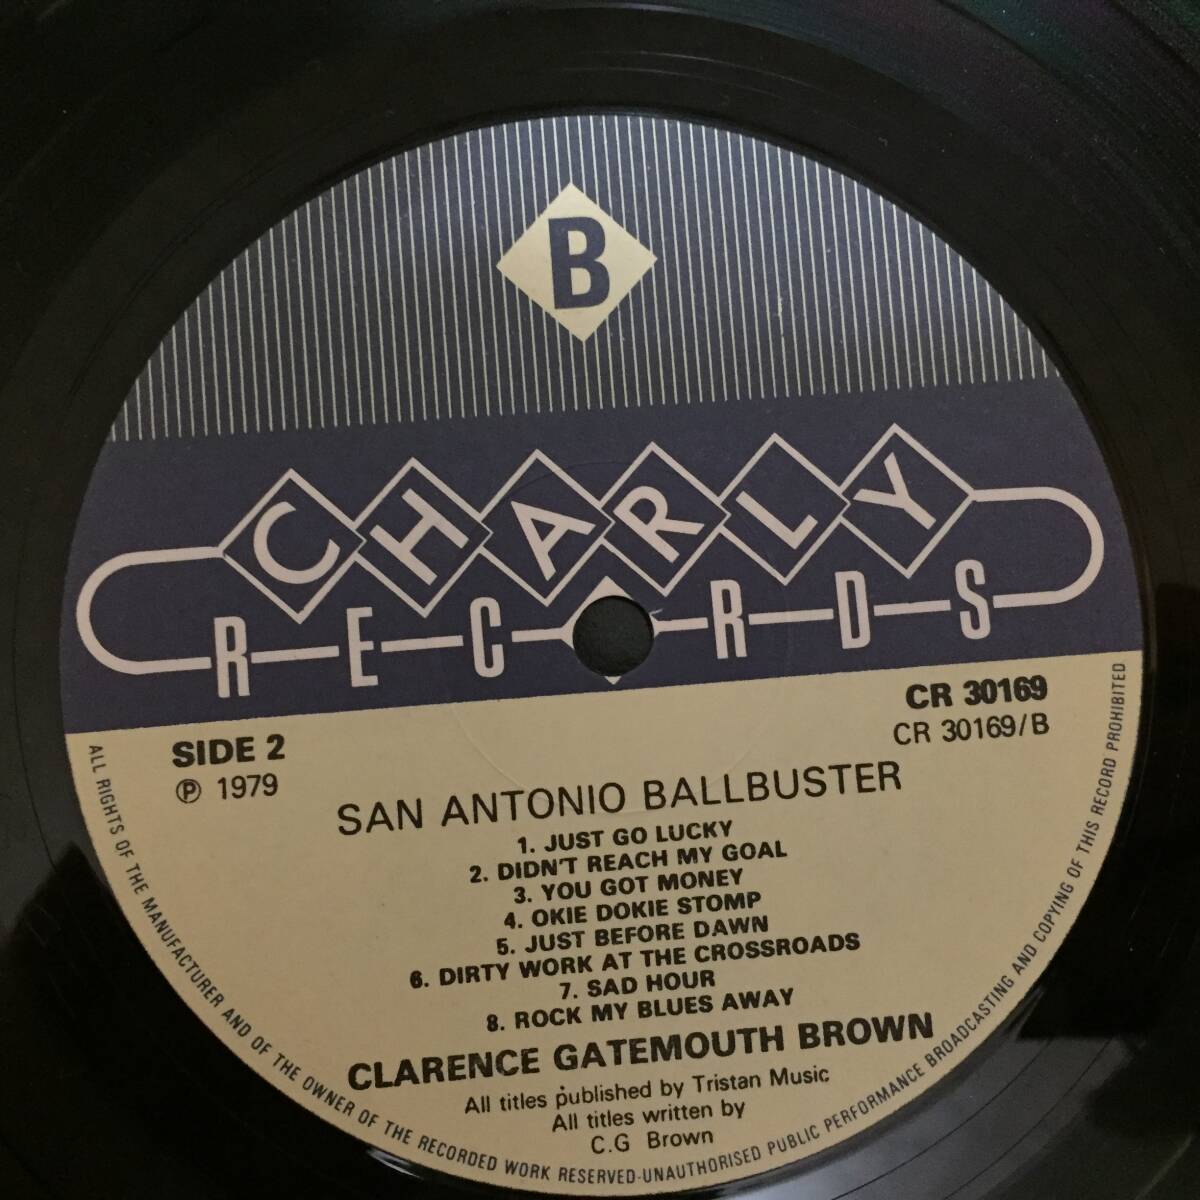 B
CHARLY
RECORDS
SIDE 2
Ⓟ 1979
CR 30169
CR 30169/B
SAN ANTONIO BALLBUSTER
1. JUST GO LUCKY
2. DIDN'T REACH MY GOAL
3. YOU GOT MONEY
4. OKIE DOKIE STOMP
5. JUST BEFORE DAWN
6. DIRTY WORK AT THE CROSSROADS
7. SAD HOUR
8. ROCK MY BLUES AWAY
CLARENCE GATEMOUTH BROWN
All titles published by Tristan Music
All titles written by
C.G Brown
ALL RIGHTS OF THE MANUFACTURER AND OF THE OWNER OF THE RECORDED WORK RESERVED-UNAUTHORISED PUBLIC PERFORMANCE BROADCASTING AND COPYING OF THIS RECORD PROHIBITED